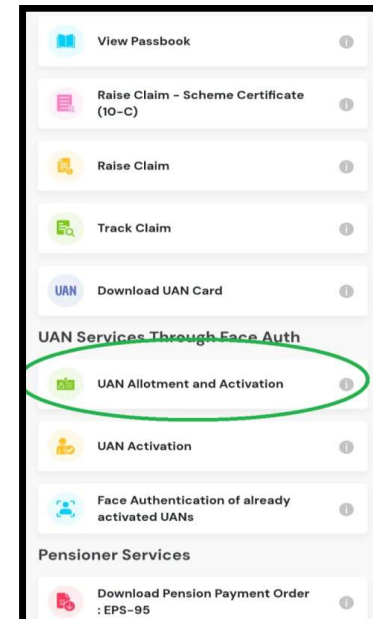 View Passbook
Raise Claim – Scheme Certificate
(10-C)
Raise Claim
Track Claim
UAN
Download UAN Card
UAN Services Through Face Auth
UAN Allotment and Activation
UAN Activation
Face Authentication of already
activated UANs
Pensioner Services
Download Pension Payment Order
: EPS-95